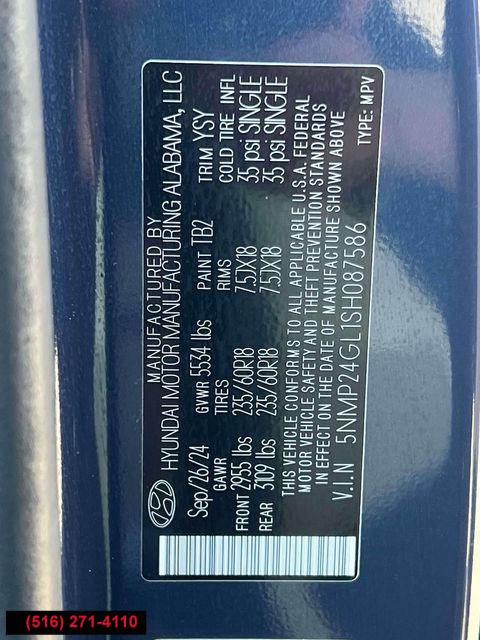 MANUFACTURED BY
HYUNDAI MOTOR MANUFACTURING ALABAMA, LLC
Sep/26/24 GVWR 5534 lbs PAINT TB2 TRIM YSY
GAWR TIRES RIMS COLD TIRE INFL
FRONT 2955 lbs 235/60R18 7.5JX18 35 psi SINGLE
REAR 3109 lbs 235/60R18 7.5JX18 35 psi SINGLE
THIS VEHICLE CONFORMS TO ALL APPLICABLE U.S.A. FEDERAL
MOTOR VEHICLE SAFETY AND THEFT PREVENTION STANDARDS
IN EFFECT ON THE DATE OF MANUFACTURE SHOWN ABOVE
V.I.N 5NMP24GL1SH087586 TYPE: MPV
(516) 271-4110